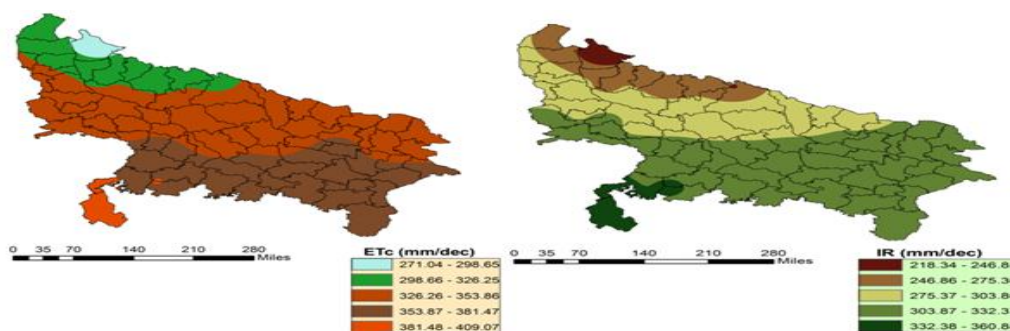 0 35 70 140 210 280
Miles
ETc (mm/dec)
271.04 - 298.65
298.66 - 326.25
326.26 - 353.86
353.87 - 381.47
381.48 - 409.07
0 35 70 140 210 280
Miles
IR (mm/dec)
218.34 - 246.8
246.86 - 275.3
275.37 - 303.8
303.87 - 332.3
332.38 - 360.8